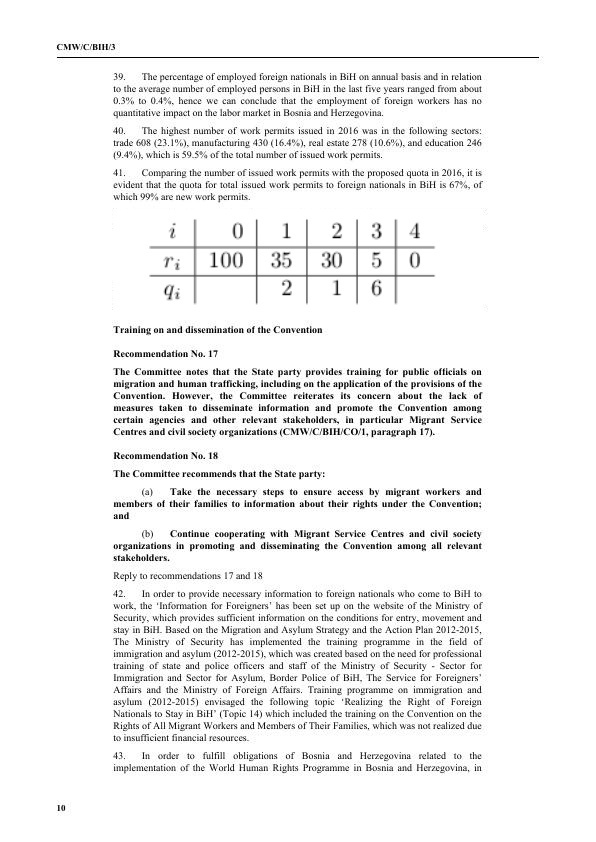 CMW/C/BIH/3
39. The percentage of employed foreign nationals in BiH on annual basis and in relation
to the average number of employed persons in BiH in the last five years ranged from about
0.3% to 0.4%, hence we can conclude that the employment of foreign workers has no
quantitative impact on the labor market in Bosnia and Herzegovina.
40. The highest number of work permits issued in 2016 was in the following sectors:
trade 608 (23.1%), manufacturing 430 (16.4%), real estate 278 (10.6%), and education 246
(9.4%), which is 59.5% of the total number of issued work permits.
41. Comparing the number of issued work permits with the proposed quota in 2016, it is
evident that the quota for total issued work permits to foreign nationals in BiH is 67%, of
which 99% are new work permits.
i 0 1 2 3 4
ri 100 35 30 5 0
qi 2 1 6
Training on and dissemination of the Convention
Recommendation No. 17
The Committee notes that the State party provides training for public officials on
migration and human trafficking, including on the application of the provisions of the
Convention. However, the Committee reiterates its concern about the lack of
measures taken to disseminate information and promote the Convention among
certain agencies and other relevant stakeholders, in particular Migrant Service
Centres and civil society organizations (CMW/C/BIH/CO/1, paragraph 17).
Recommendation No. 18
The Committee recommends that the State party:
(a) Take the necessary steps to ensure access by migrant workers and
members of their families to information about their rights under the Convention;
and
(b) Continue cooperating with Migrant Service Centres and civil society
organizations in promoting and disseminating the Convention among all relevant
stakeholders.
Reply to recommendations 17 and 18
42. In order to provide necessary information to foreign nationals who come to BiH to
work, the ‘Information for Foreigners’ has been set up on the website of the Ministry of
Security, which provides sufficient information on the conditions for entry, movement and
stay in BiH. Based on the Migration and Asylum Strategy and the Action Plan 2012-2015,
The Ministry of Security has implemented the training programme in the field of
immigration and asylum (2012-2015), which was created based on the need for professional
training of state and police officers and staff of the Ministry of Security - Sector for
Immigration and Sector for Asylum, Border Police of BiH, The Service for Foreigners’
Affairs and the Ministry of Foreign Affairs. Training programme on immigration and
asylum (2012-2015) envisaged the following topic ‘Realizing the Right of Foreign
Nationals to Stay in BiH’ (Topic 14) which included the training on the Convention on the
Rights of All Migrant Workers and Members of Their Families, which was not realized due
to insufficient financial resources.
43. In order to fulfill obligations of Bosnia and Herzegovina related to the
implementation of the World Human Rights Programme in Bosnia and Herzegovina, in
10